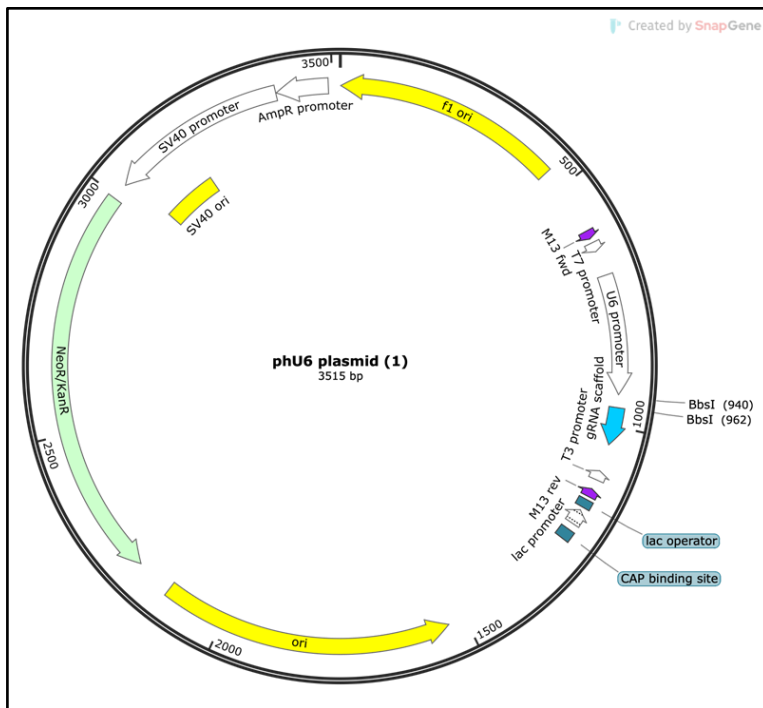 Created by SnapGene
3500
AmpR promoter
SV40 promoter
f1 ori
500
3000
SV40 ori
M13 fwd
T7 promoter
U6 promoter
NeoR/KanR
phU6 plasmid (1)
3515 bp
gRNA scaffold
BbsI (940)
BbsI (962)
1000
T3 promoter
2500
M13 rev
lac promoter
lac operator
CAP binding site
1500
ori
2000